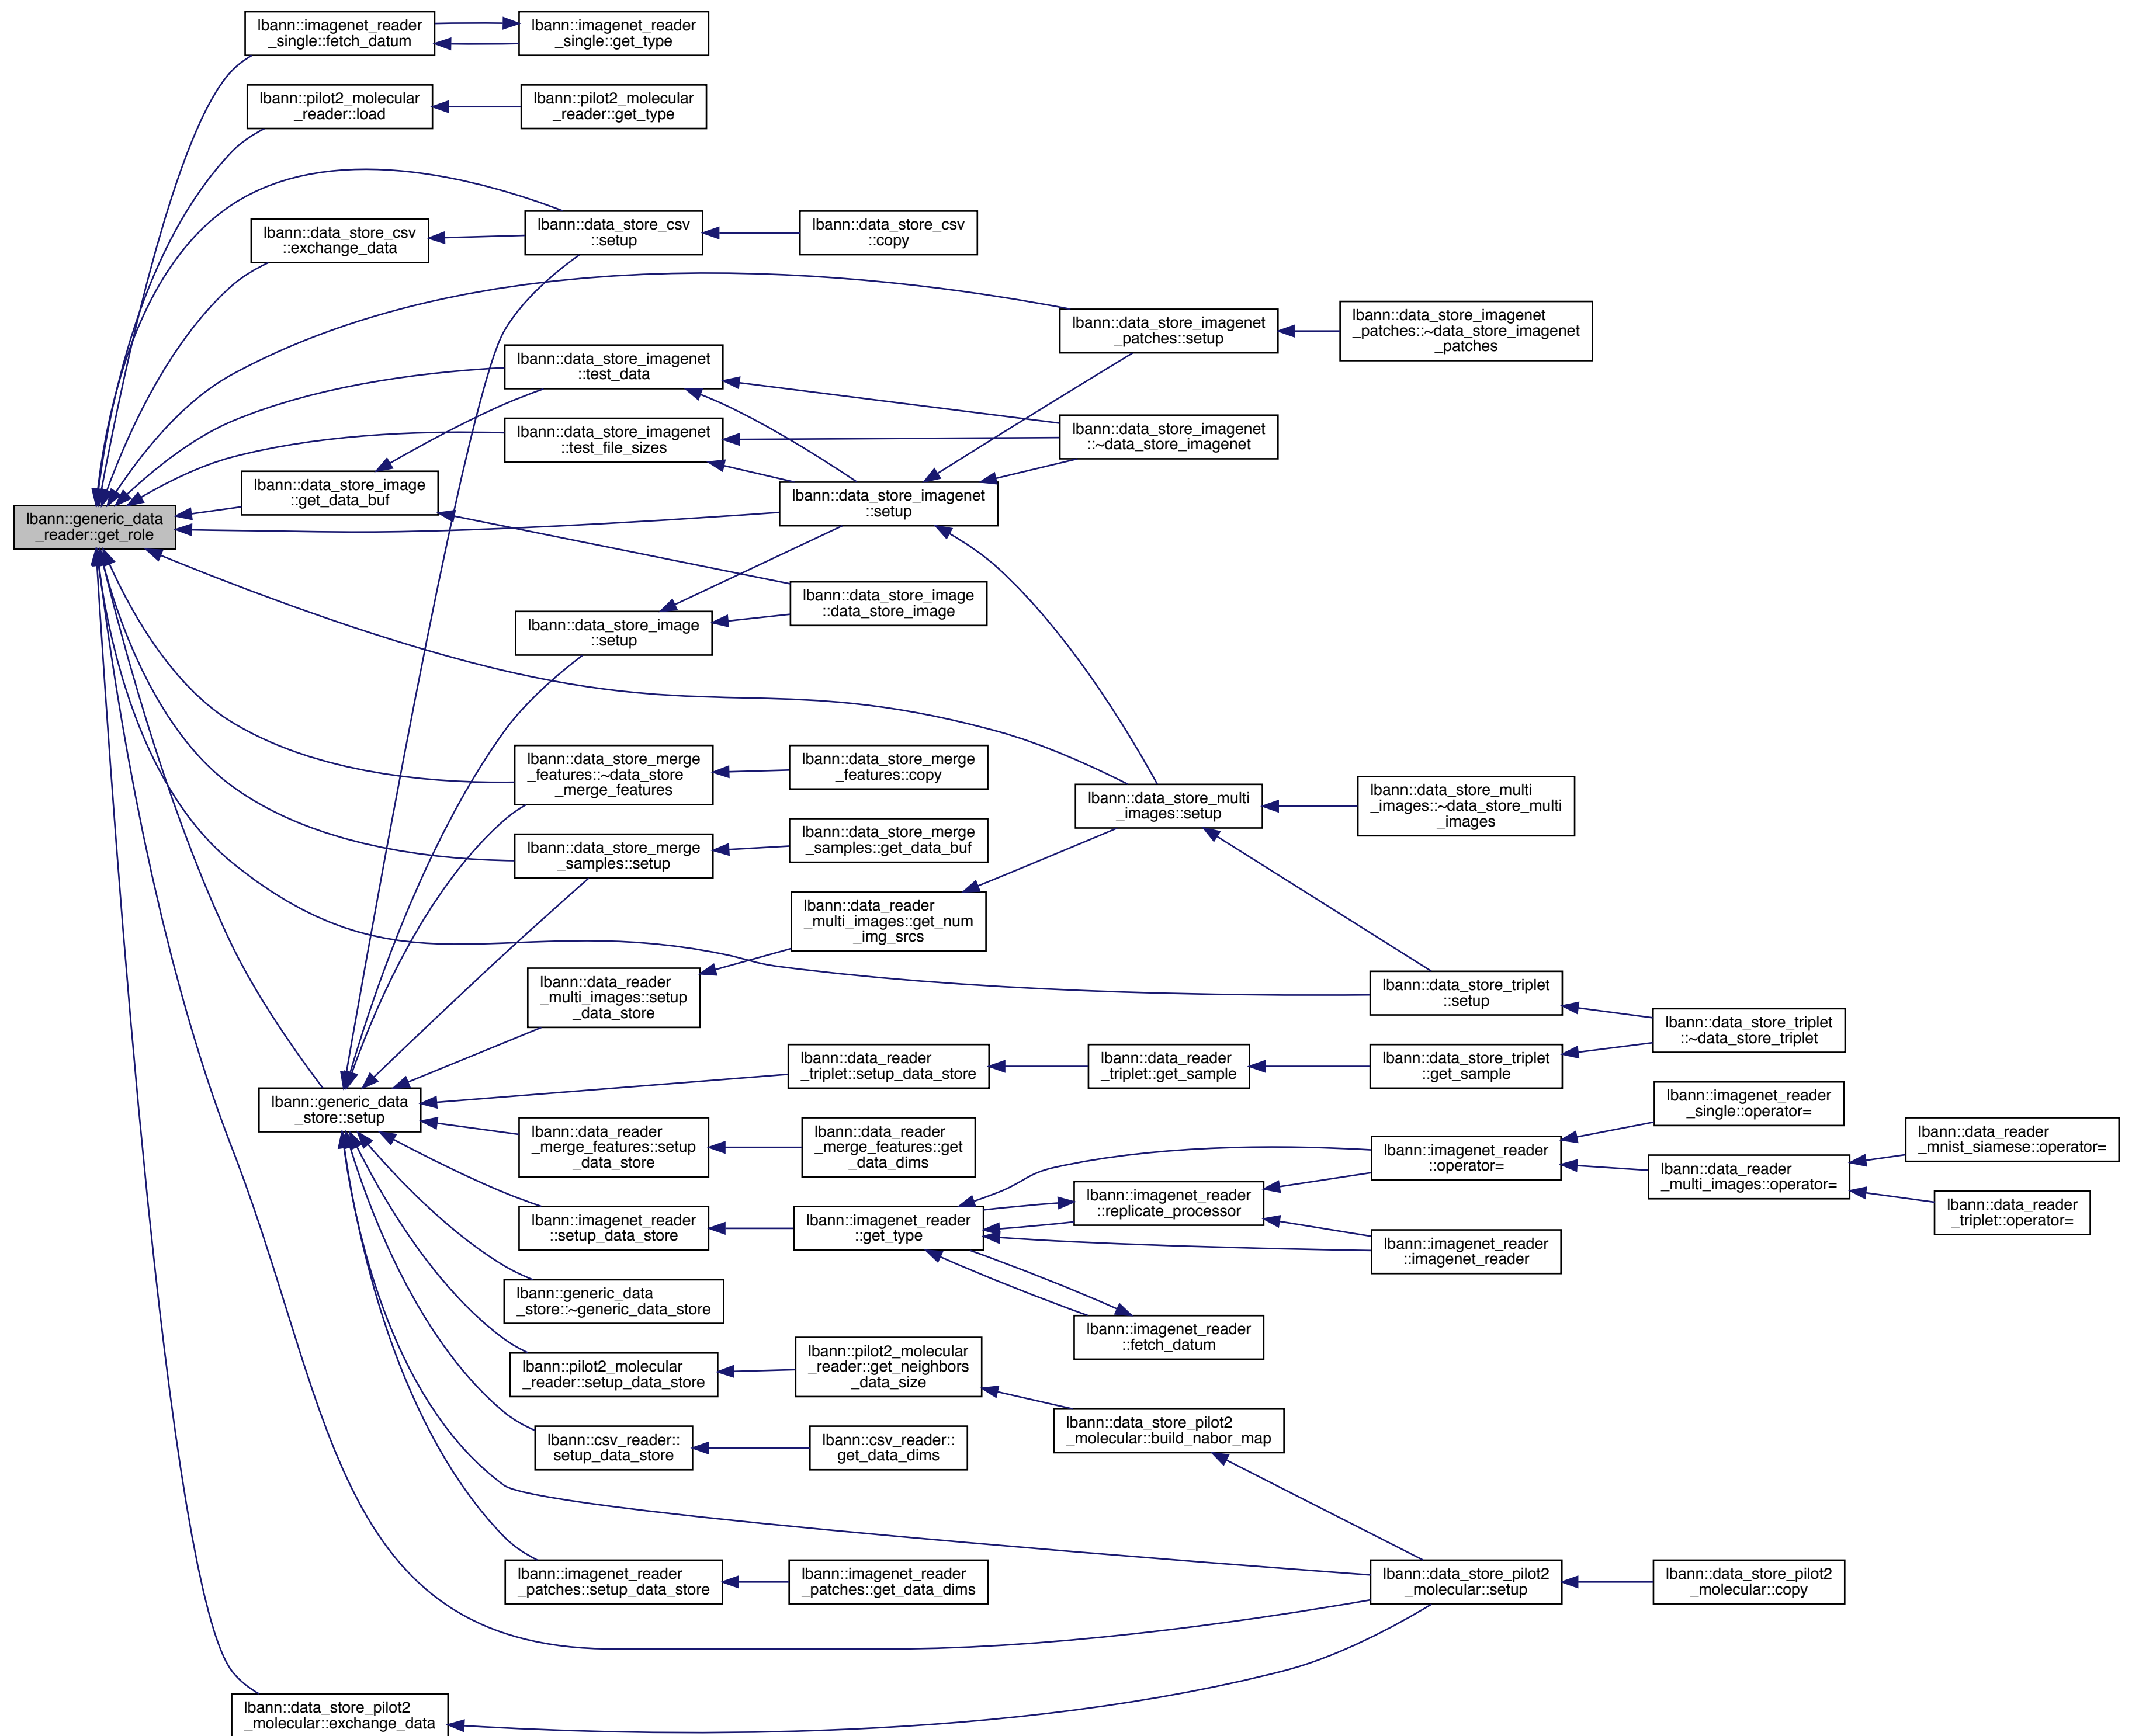 lbann::imagenet_reader
_single::fetch_datum
lbann::imagenet_reader
_single::get_type
lbann::pilot2_molecular
_reader::load
lbann::pilot2_molecular
_reader::get_type
lbann::data_store_csv
::exchange_data
lbann::data_store_csv
::setup
lbann::data_store_csv
::copy
lbann::data_store_imagenet
_patches::setup
lbann::data_store_imagenet
_patches::~data_store_imagenet
_patches
lbann::data_store_imagenet
::test_data
lbann::data_store_imagenet
::test_file_sizes
lbann::data_store_imagenet
::~data_store_imagenet
lbann::data_store_image
::get_data_buf
lbann::data_store_imagenet
::setup
lbann::generic_data
_reader::get_role
lbann::data_store_image
::data_store_image
lbann::data_store_image
::setup
lbann::data_store_merge
_features::~data_store
_merge_features
lbann::data_store_merge
_features::copy
lbann::data_store_multi
_images::setup
lbann::data_store_multi
_images::~data_store_multi
_images
lbann::data_store_merge
_samples::setup
lbann::data_store_merge
_samples::get_data_buf
lbann::data_reader
_multi_images::get_num
_img_srcs
lbann::data_reader
_multi_images::setup
_data_store
lbann::data_store_triplet
::setup
lbann::data_store_triplet
::~data_store_triplet
lbann::generic_data
_store::setup
lbann::data_reader
_triplet::setup_data_store
lbann::data_reader
_triplet::get_sample
lbann::data_store_triplet
::get_sample
lbann::imagenet_reader
_single::operator=
lbann::data_reader
_merge_features::setup
_data_store
lbann::data_reader
_merge_features::get
_data_dims
lbann::imagenet_reader
::operator=
lbann::data_reader
_multi_images::operator=
lbann::data_reader
_mnist_siamese::operator=
lbann::data_reader
_triplet::operator=
lbann::imagenet_reader
::setup_data_store
lbann::imagenet_reader
::get_type
lbann::imagenet_reader
::replicate_processor
lbann::imagenet_reader
::imagenet_reader
lbann::generic_data
_store::~generic_data_store
lbann::imagenet_reader
::fetch_datum
lbann::pilot2_molecular
_reader::setup_data_store
lbann::pilot2_molecular
_reader::get_neighbors
_data_size
lbann::data_store_pilot2
_molecular::build_nabor_map
lbann::csv_reader::
setup_data_store
lbann::csv_reader::
get_data_dims
lbann::imagenet_reader
_patches::setup_data_store
lbann::imagenet_reader
_patches::get_data_dims
lbann::data_store_pilot2
_molecular::setup
lbann::data_store_pilot2
_molecular::copy
lbann::data_store_pilot2
_molecular::exchange_data